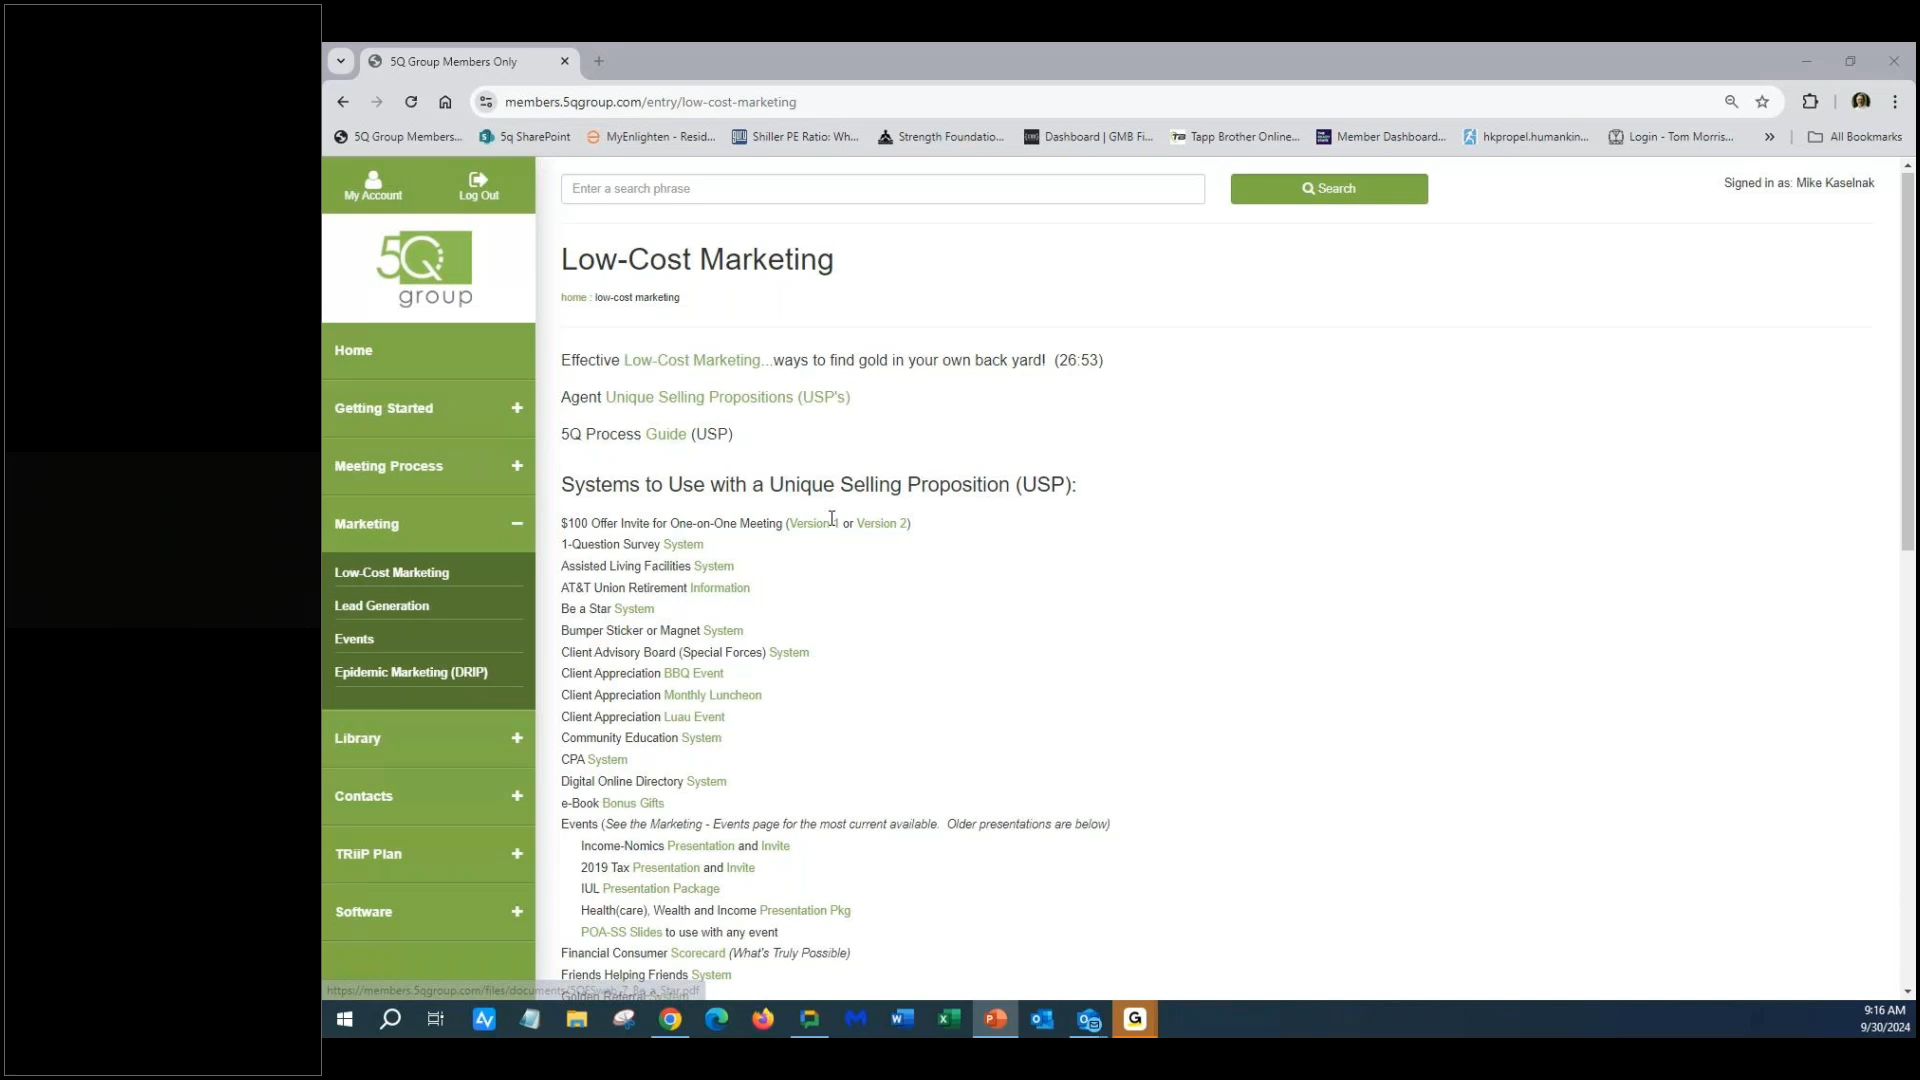 5Q Group Members Only
members.5qgroup.com/entry/low-cost-marketing
5Q Group Members... 5q SharePoint MyEnlighten - Resid... Shiller PE Ratio: Wh... Strength Foundatio... Dashboard | GMB Fi... Tapp Brother Online... Member Dashboard... hkpropel.humankin... Login - Tom Morris... » All Bookmarks
My Account Log Out
Enter a search phrase
Search
Signed in as: Mike Kaselnak
5Q
group
Home
Getting Started +
Meeting Process +
Marketing −
Low-Cost Marketing
Lead Generation
Events
Epidemic Marketing (DRIP)
Library +
Contacts +
TRiiP Plan +
Software +
Low-Cost Marketing
home : low-cost marketing
Effective Low-Cost Marketing...ways to find gold in your own back yard! (26:53)
Agent Unique Selling Propositions (USP's)
5Q Process Guide (USP)
Systems to Use with a Unique Selling Proposition (USP):
$100 Offer Invite for One-on-One Meeting (Version 1 or Version 2)
1-Question Survey System
Assisted Living Facilities System
AT&T Union Retirement Information
Be a Star System
Bumper Sticker or Magnet System
Client Advisory Board (Special Forces) System
Client Appreciation BBQ Event
Client Appreciation Monthly Luncheon
Client Appreciation Luau Event
Community Education System
CPA System
Digital Online Directory System
e-Book Bonus Gifts
Events (See the Marketing - Events page for the most current available. Older presentations are below)
Income-Nomics Presentation and Invite
2019 Tax Presentation and Invite
IUL Presentation Package
Health(care), Wealth and Income Presentation Pkg
POA-SS Slides to use with any event
Financial Consumer Scorecard (What's Truly Possible)
Friends Helping Friends System
Golden Referral System
9:16 AM
9/30/2024